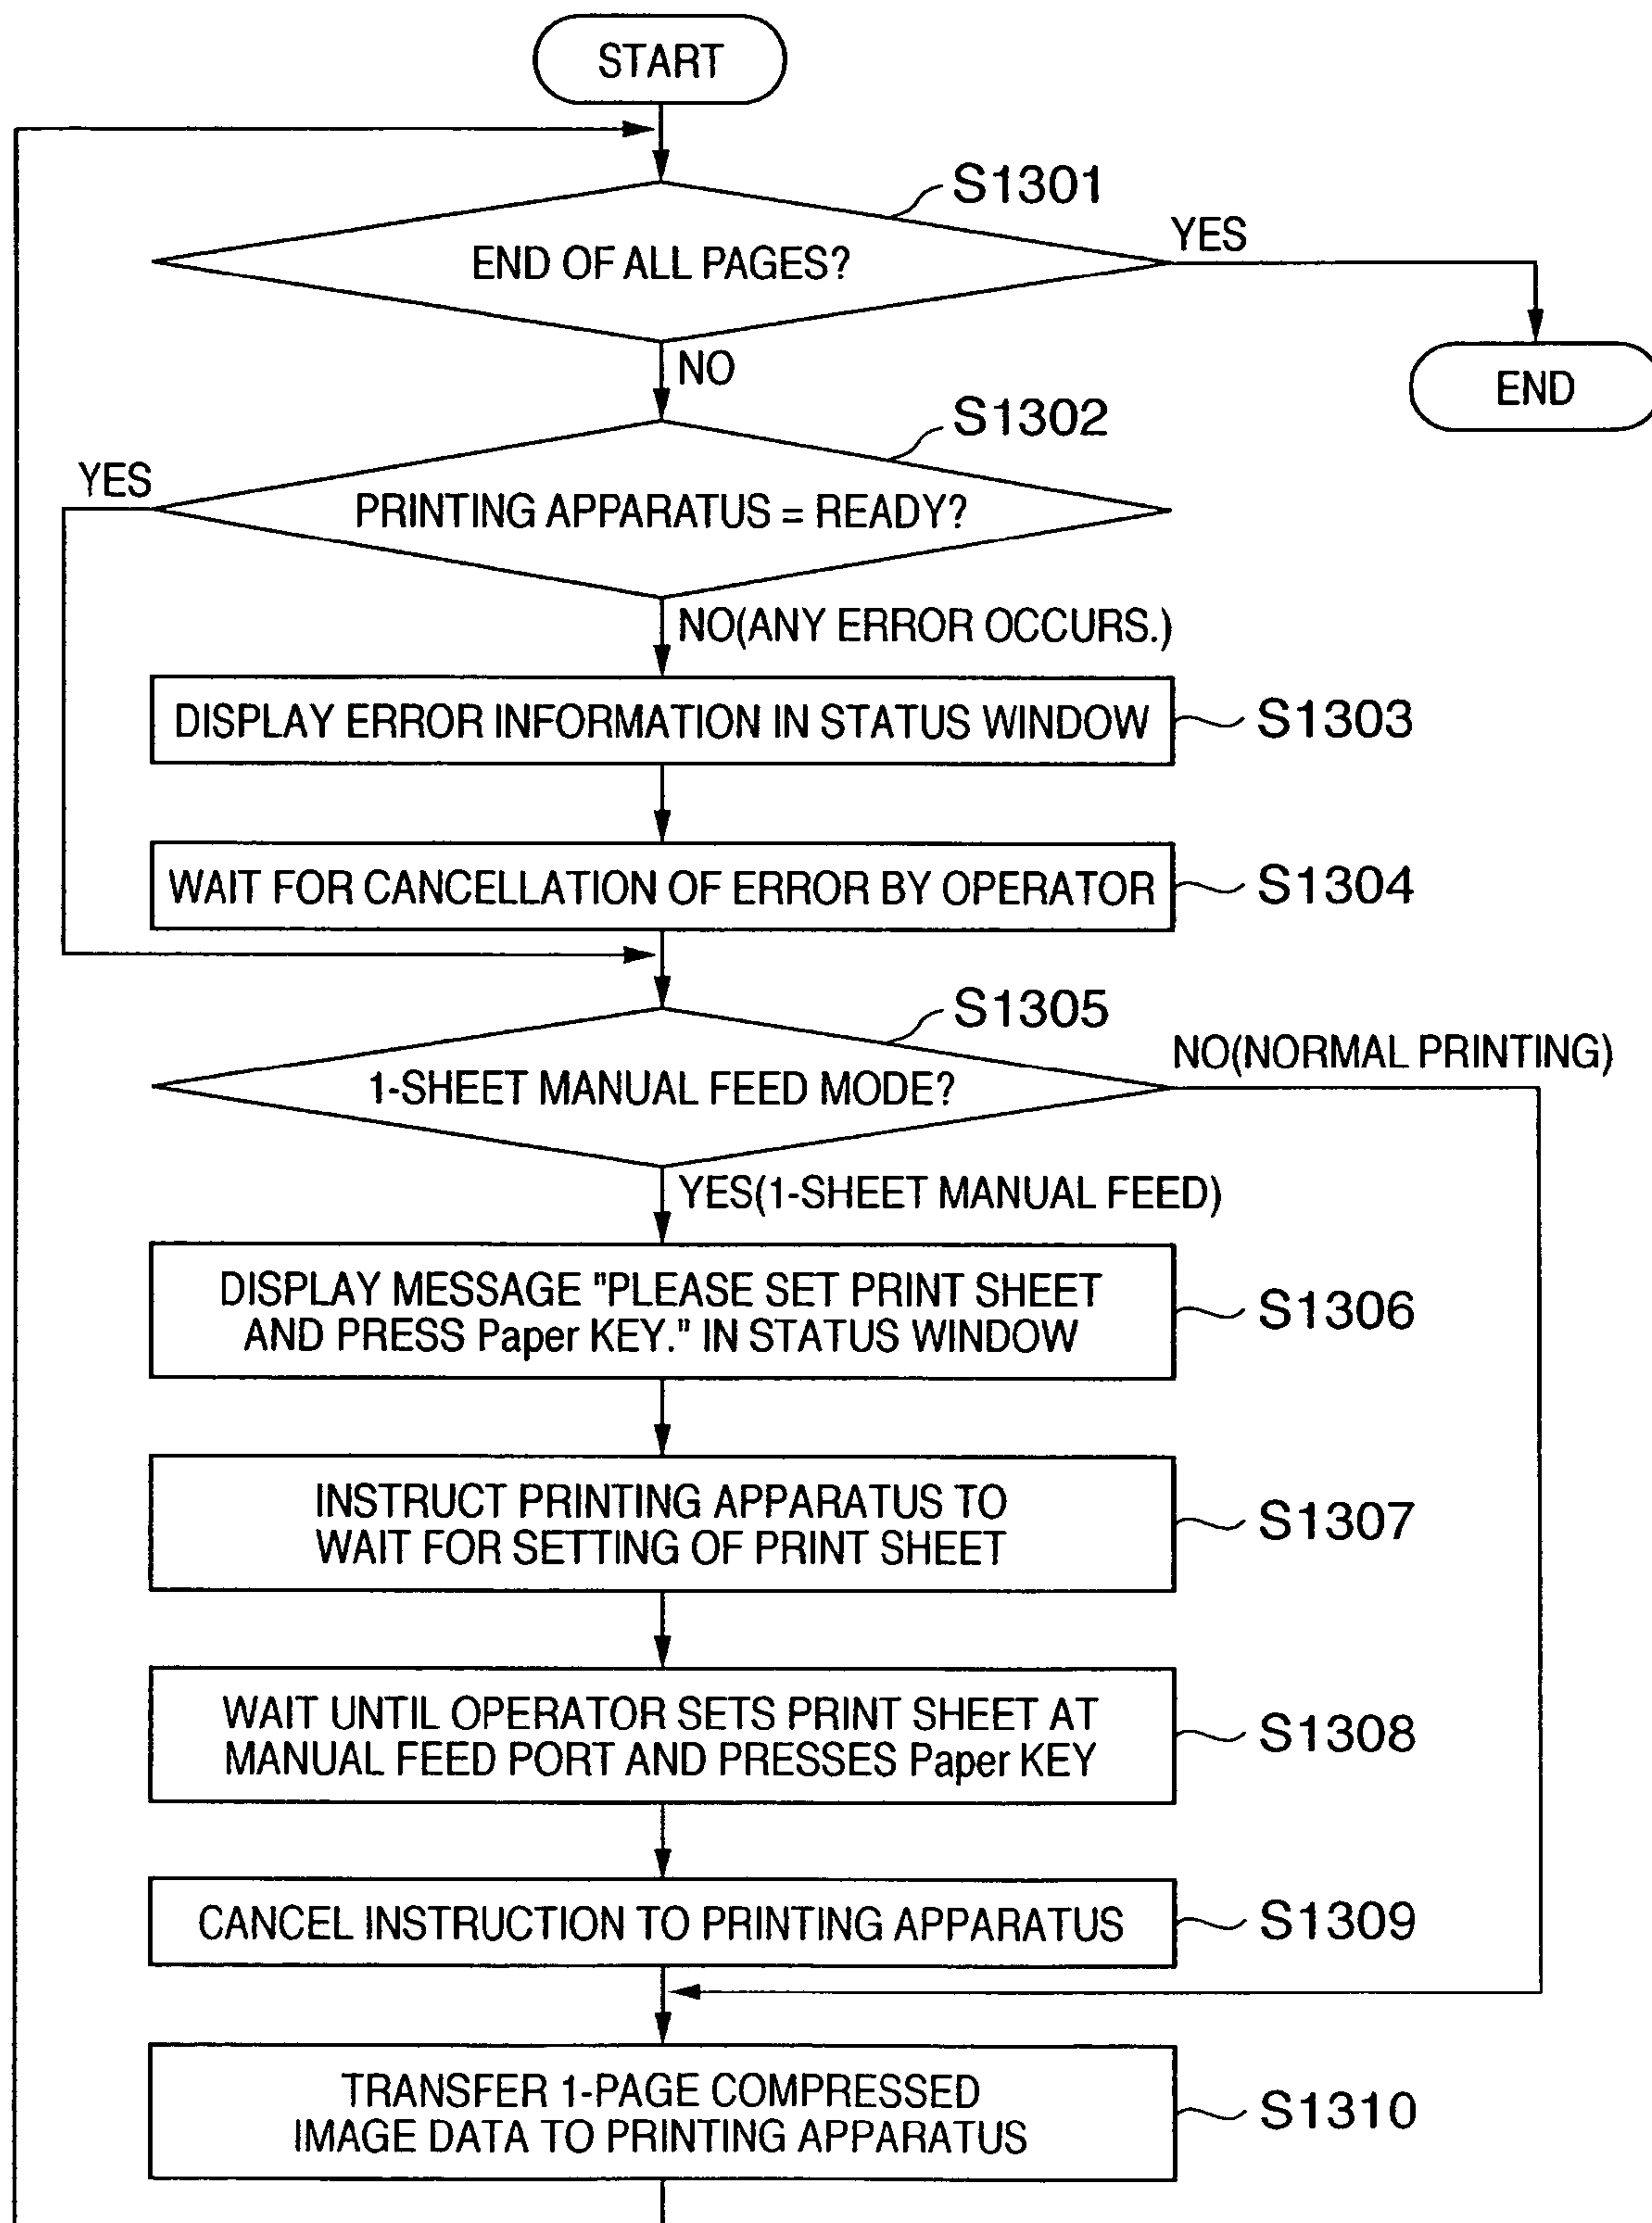 START
S1301
END OF ALL PAGES?
YES
END
NO
S1302
YES
PRINTING APPARATUS = READY?
NO(ANY ERROR OCCURS.)
DISPLAY ERROR INFORMATION IN STATUS WINDOW
S1303
WAIT FOR CANCELLATION OF ERROR BY OPERATOR
S1304
S1305
NO(NORMAL PRINTING)
1-SHEET MANUAL FEED MODE?
YES(1-SHEET MANUAL FEED)
DISPLAY MESSAGE "PLEASE SET PRINT SHEET
AND PRESS Paper KEY." IN STATUS WINDOW
S1306
INSTRUCT PRINTING APPARATUS TO
WAIT FOR SETTING OF PRINT SHEET
S1307
WAIT UNTIL OPERATOR SETS PRINT SHEET AT
MANUAL FEED PORT AND PRESSES Paper KEY
S1308
CANCEL INSTRUCTION TO PRINTING APPARATUS
S1309
TRANSFER 1-PAGE COMPRESSED
IMAGE DATA TO PRINTING APPARATUS
S1310